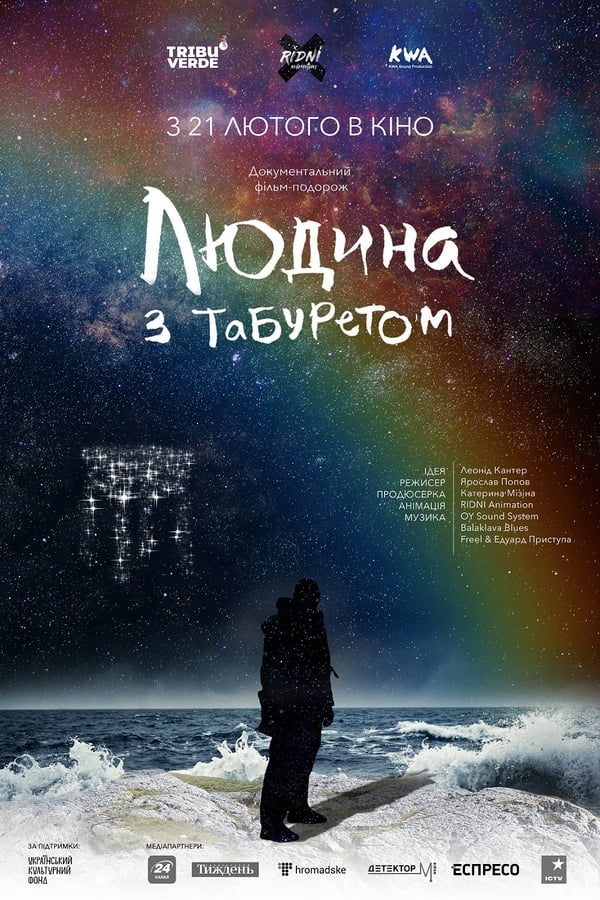 TRIBU
VERDE
RIDNI
KWA
KWA Sound Production
З 21 ЛЮТОГО В КІНО
Документальний
фільм-подорож
Людина
з табуретом
ІДЕЯ Леонід Кантер
РЕЖИСЕР Ярослав Попов
ПРОДЮСЕРКА Катерина Мізіна
АНІМАЦІЯ RIDNI Animation
МУЗИКА OY Sound System
Balaklava Blues
Freel & Едуард Приступа
ЗА ПІДТРИМКИ:
УКРАЇНСЬКИЙ
КУЛЬТУРНИЙ
ФОНД
МЕДІАПАРТНЕРИ:
24
КАНАЛ
Тиждень
hromadske
ДЕТЕКТОР М
ЕСПРЕСО
ICTV